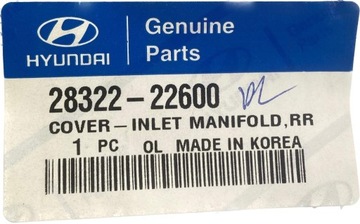 Genuine
Parts
HYUNDAI
28322-22600
COVER-INLET MANIFOLD,RR
1 PC OL MADE IN KOREA